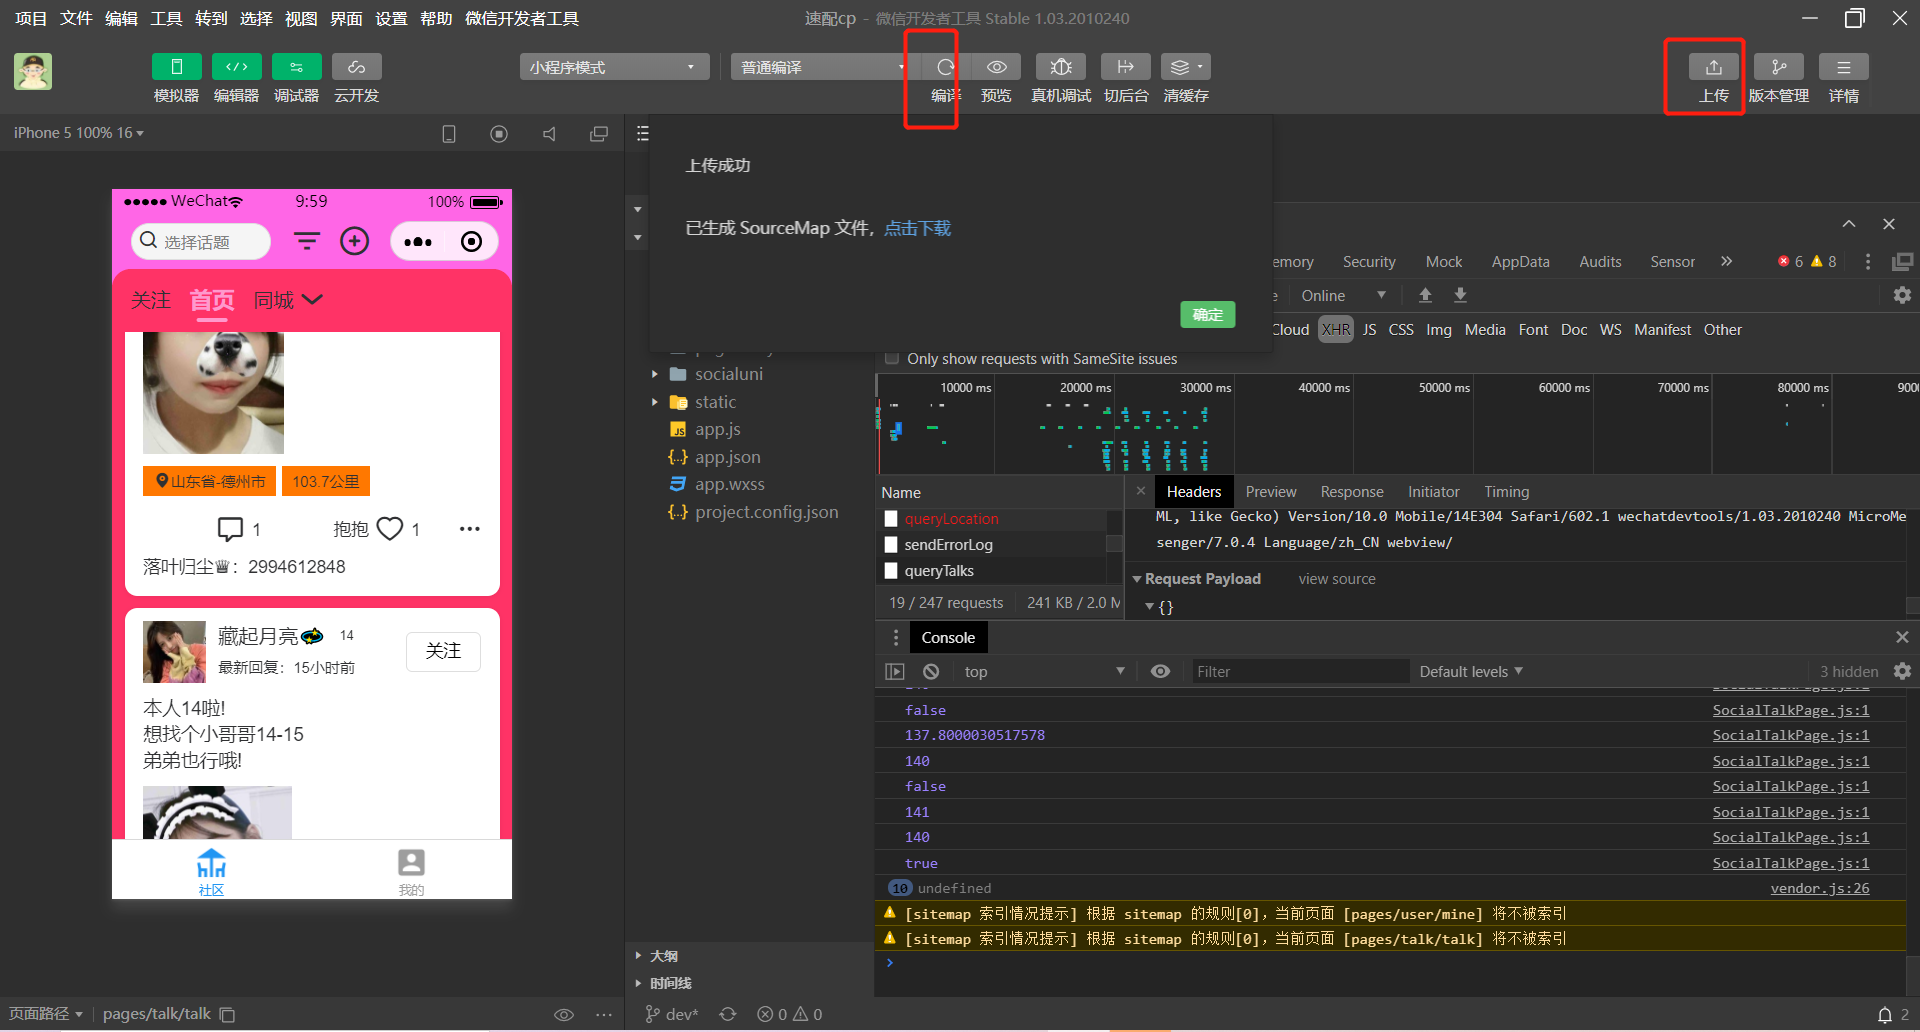 项目 文件 编辑 工具 转到 选择 视图 界面 设置 帮助 微信开发者工具
速配cp - 微信开发者工具 Stable 1.03.2010240
模拟器 编辑器 调试器 云开发
小程序模式
普通编译
编译 预览 真机调试 切后台 清缓存
上传 版本管理 详情
iPhone 5 100% 16
WeChat 9:59 100%
选择话题
关注 首页 同城
山东省-德州市 103.7公里
1 抱抱 1
落叶归尘♕：2994612848
藏起月亮 14
最新回复：15小时前
关注
本人14啦!
想找个小哥哥14-15
弟弟也行哦!
社区 我的
页面路径 pages/talk/talk
上传成功
已生成 SourceMap 文件，点击下载
确定
socialuni
static
JS app.js
{..} app.json
app.wxss
{..} project.config.json
大纲
时间线
dev* 0 0
emory Security Mock AppData Audits Sensor » 6 8
e Online
Cloud XHR JS CSS Img Media Font Doc WS Manifest Other
Only show requests with SameSite issues
10000 ms 20000 ms 30000 ms 40000 ms 50000 ms 60000 ms 70000 ms 80000 ms 9000
Name
queryLocation
sendErrorLog
queryTalks
19 / 247 requests 241 KB / 2.0 M
× Headers Preview Response Initiator Timing
ML, like Gecko) Version/10.0 Mobile/14E304 Safari/602.1 wechatdevtools/1.03.2010240 MicroMe
senger/7.0.4 Language/zh_CN webview/
Request Payload view source
{}
Console
top Filter Default levels 3 hidden
false SocialTalkPage.js:1
137.8000030517578 SocialTalkPage.js:1
140 SocialTalkPage.js:1
false SocialTalkPage.js:1
141 SocialTalkPage.js:1
140 SocialTalkPage.js:1
true SocialTalkPage.js:1
10 undefined vendor.js:26
[sitemap 索引情况提示] 根据 sitemap 的规则[0]，当前页面 [pages/user/mine] 将不被索引
[sitemap 索引情况提示] 根据 sitemap 的规则[0]，当前页面 [pages/talk/talk] 将不被索引
2